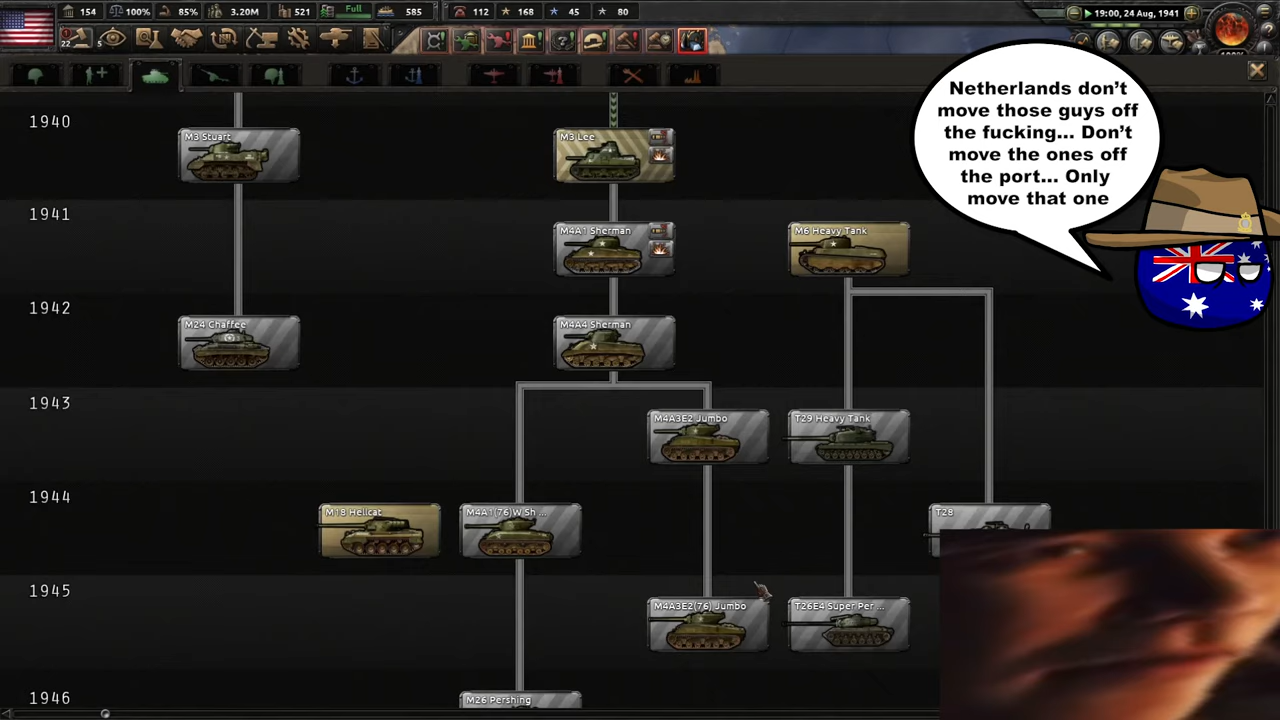 154 100% 85% 3.20M 521 Full 585 112 168 45 80 19:00, 24 Aug, 1941
22 5
Netherlands don't
move those guys off
the fucking... Don't
move the ones off
the port... Only
move that one
1940
M3 Stuart
M3 Lee
1941
M4A1 Sherman
M6 Heavy Tank
1942
M24 Chaffee
M4A4 Sherman
1943
M4A3E2 Jumbo
T29 Heavy Tank
1944
M18 Hellcat
M4A1(76)W Sh ...
T28
1945
M4A3E2(76) Jumbo
T26E4 Super Per ...
1946
M26 Pershing